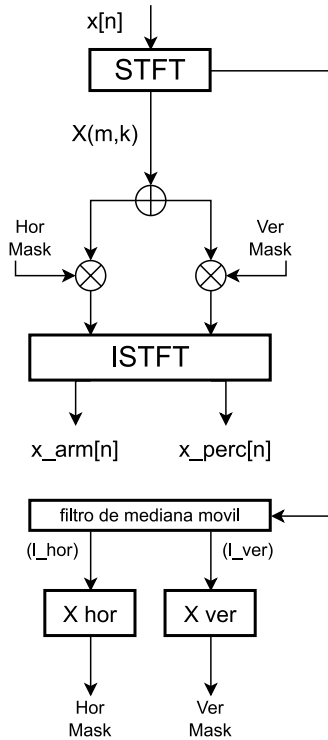 x[n]
STFT
X(m,k)
Hor
Mask
Ver
Mask
ISTFT
x_arm[n]
x_perc[n]
filtro de mediana movil
(l_hor)
(l_ver)
X hor
X ver
Hor
Mask
Ver
Mask